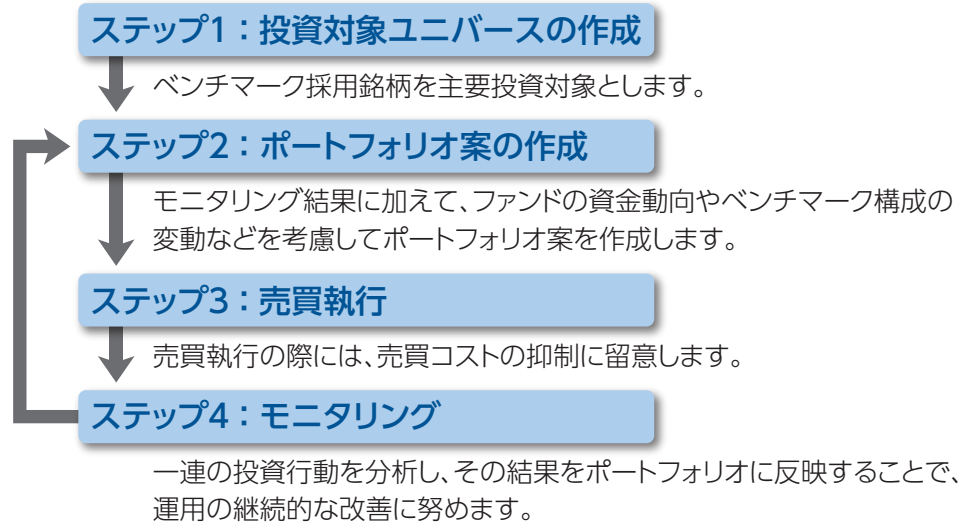 ステップ1：投資対象ユニバースの作成
ベンチマーク採用銘柄を主要投資対象とします。
ステップ2：ポートフォリオ案の作成
モニタリング結果に加えて、ファンドの資金動向やベンチマーク構成の
変動などを考慮してポートフォリオ案を作成します。
ステップ3：売買執行
売買執行の際には、売買コストの抑制に留意します。
ステップ4：モニタリング
一連の投資行動を分析し、その結果をポートフォリオに反映することで、
運用の継続的な改善に努めます。